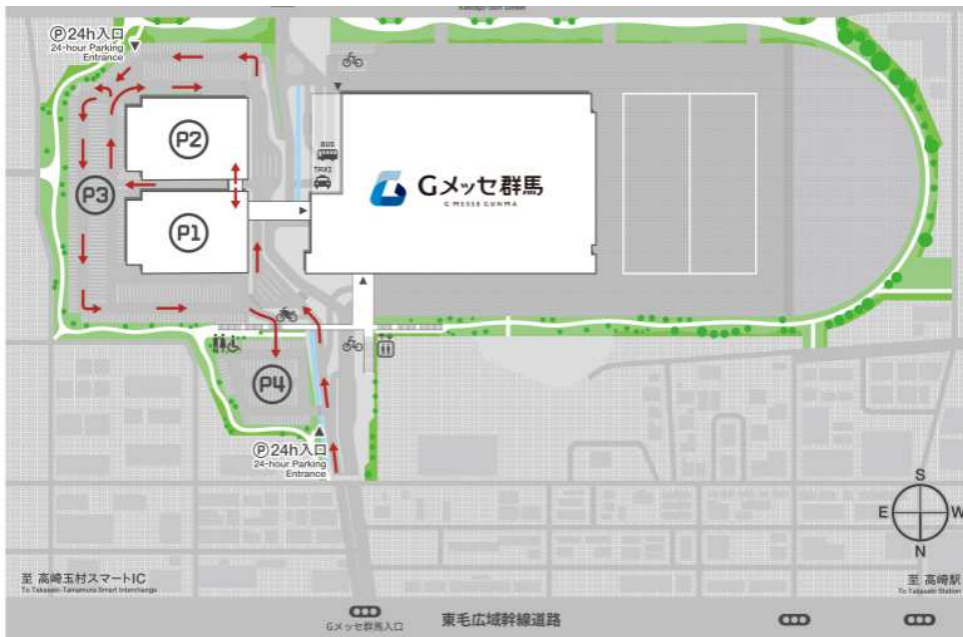 Ⓟ24h入口
24-hour Parking
Entrance
P2
BUS
TAXI
Gメッセ群馬
G MESSE GUNMA
P3
P1
P4
Ⓟ24h入口
24-hour Parking
Entrance
S
E
W
N
至 高崎玉村スマートIC
To Takasaki-Tamamura Smart Interchange
至 高崎駅
To Takasaki Station
Gメッセ群馬入口
東毛広域幹線道路